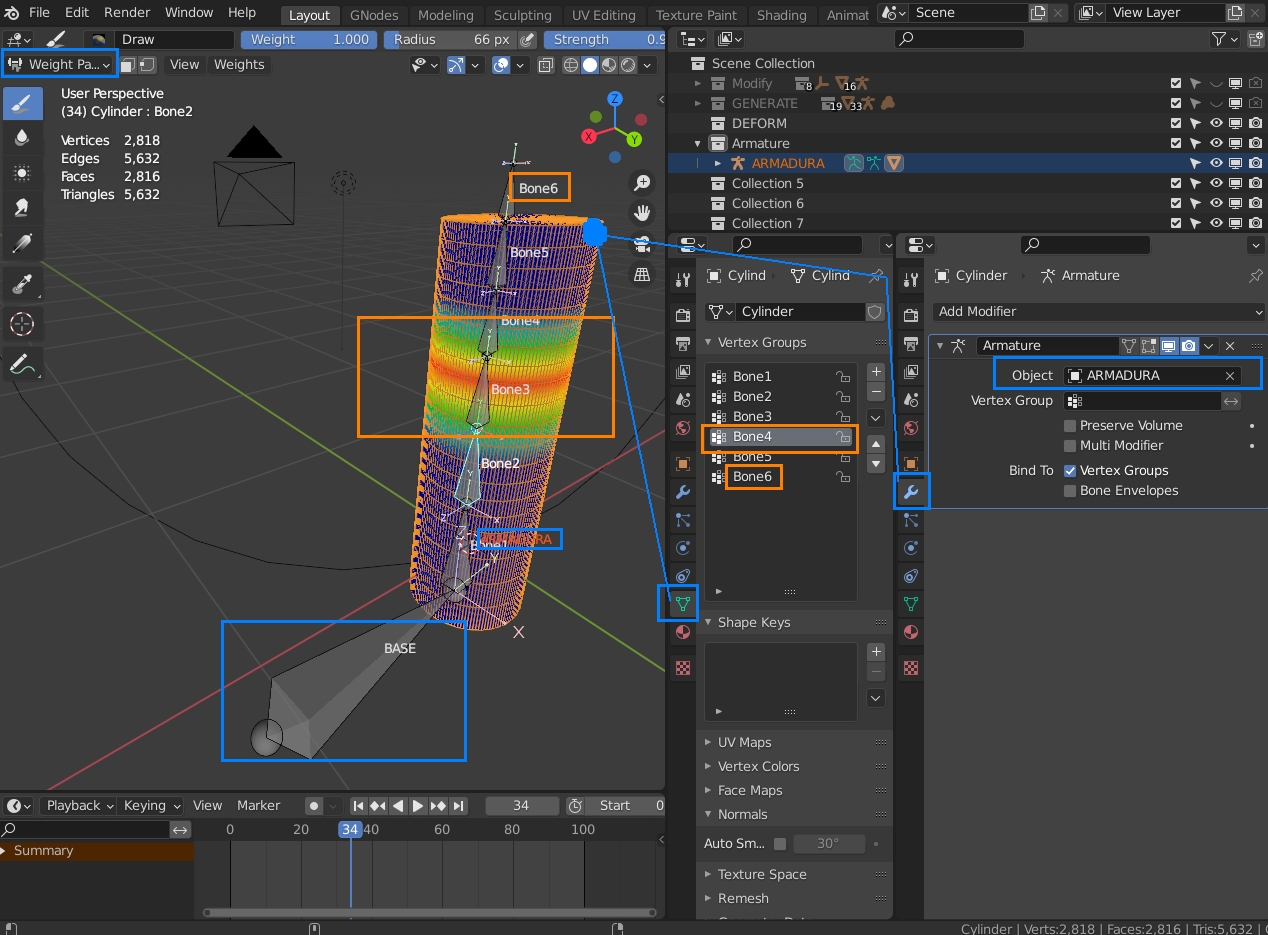 File Edit Render Window Help Layout GNodes Modeling Sculpting UV Editing Texture Paint Shading Animat Scene View Layer
Draw Weight 1.000 Radius 66 px Strength 0.9
Weight Pa... View Weights
User Perspective
(34) Cylinder : Bone2
Vertices 2,818
Edges 5,632
Faces 2,816
Triangles 5,632
Z
X
Y
Bone6
Bone5
Bone4
Bone3
Bone2
Bone1
X
BASE
Scene Collection
Modify 8 16
GENERATE 19 33
DEFORM
Armature
ARMADURA
Collection 5
Collection 6
Collection 7
Cylind Cylind
Cylinder
Vertex Groups
Bone1
Bone2
Bone3
Bone4
Bone5
Bone6
Shape Keys
UV Maps
Vertex Colors
Face Maps
Normals
Auto Sm... 30°
Texture Space
Remesh
Cylinder Armature
Add Modifier
Armature
Object ARMADURA
Vertex Group
Preserve Volume
Multi Modifier
Bind To Vertex Groups
Bone Envelopes
Playback Keying View Marker 34 Start 0
0 20 34 40 60 80 100
Summary
Cylinder | Verts:2,818 | Faces:2,816 | Tris:5,632 |